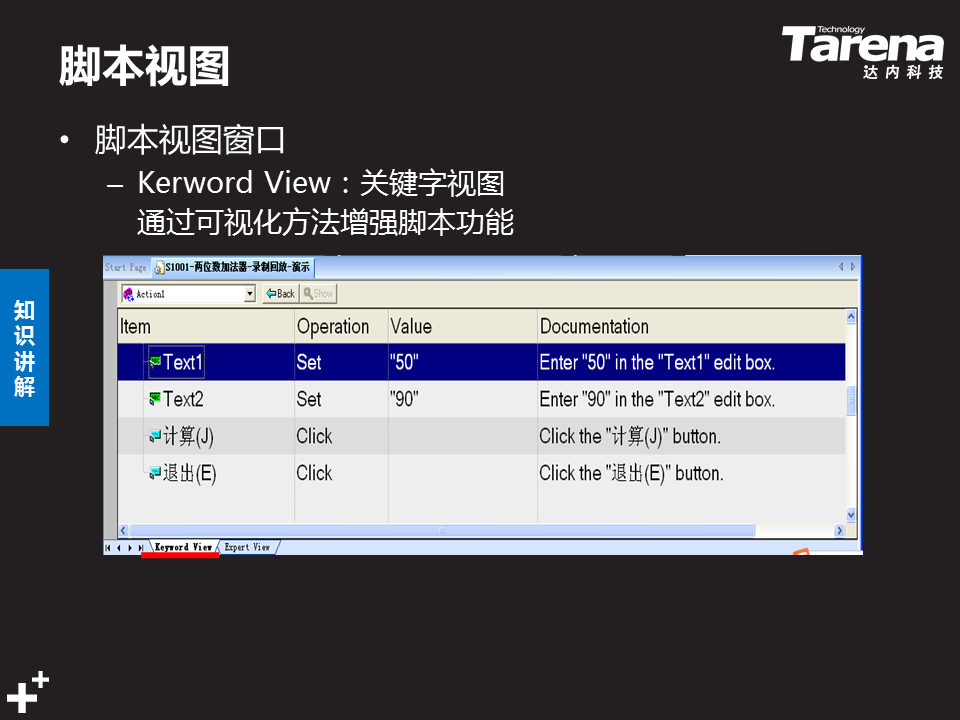 脚本视图
Technology
Tarena
达内科技
• 脚本视图窗口
– Kerword View：关键字视图
通过可视化方法增强脚本功能
知识讲解
Start Page S1001-两位数加法器-录制回放-演示
Action1 Back Show
Item Operation Value Documentation
Text1 Set "50" Enter "50" in the "Text1" edit box.
Text2 Set "90" Enter "90" in the "Text2" edit box.
计算(J) Click Click the "计算(J)" button.
退出(E) Click Click the "退出(E)" button.
Keyword View Expert View